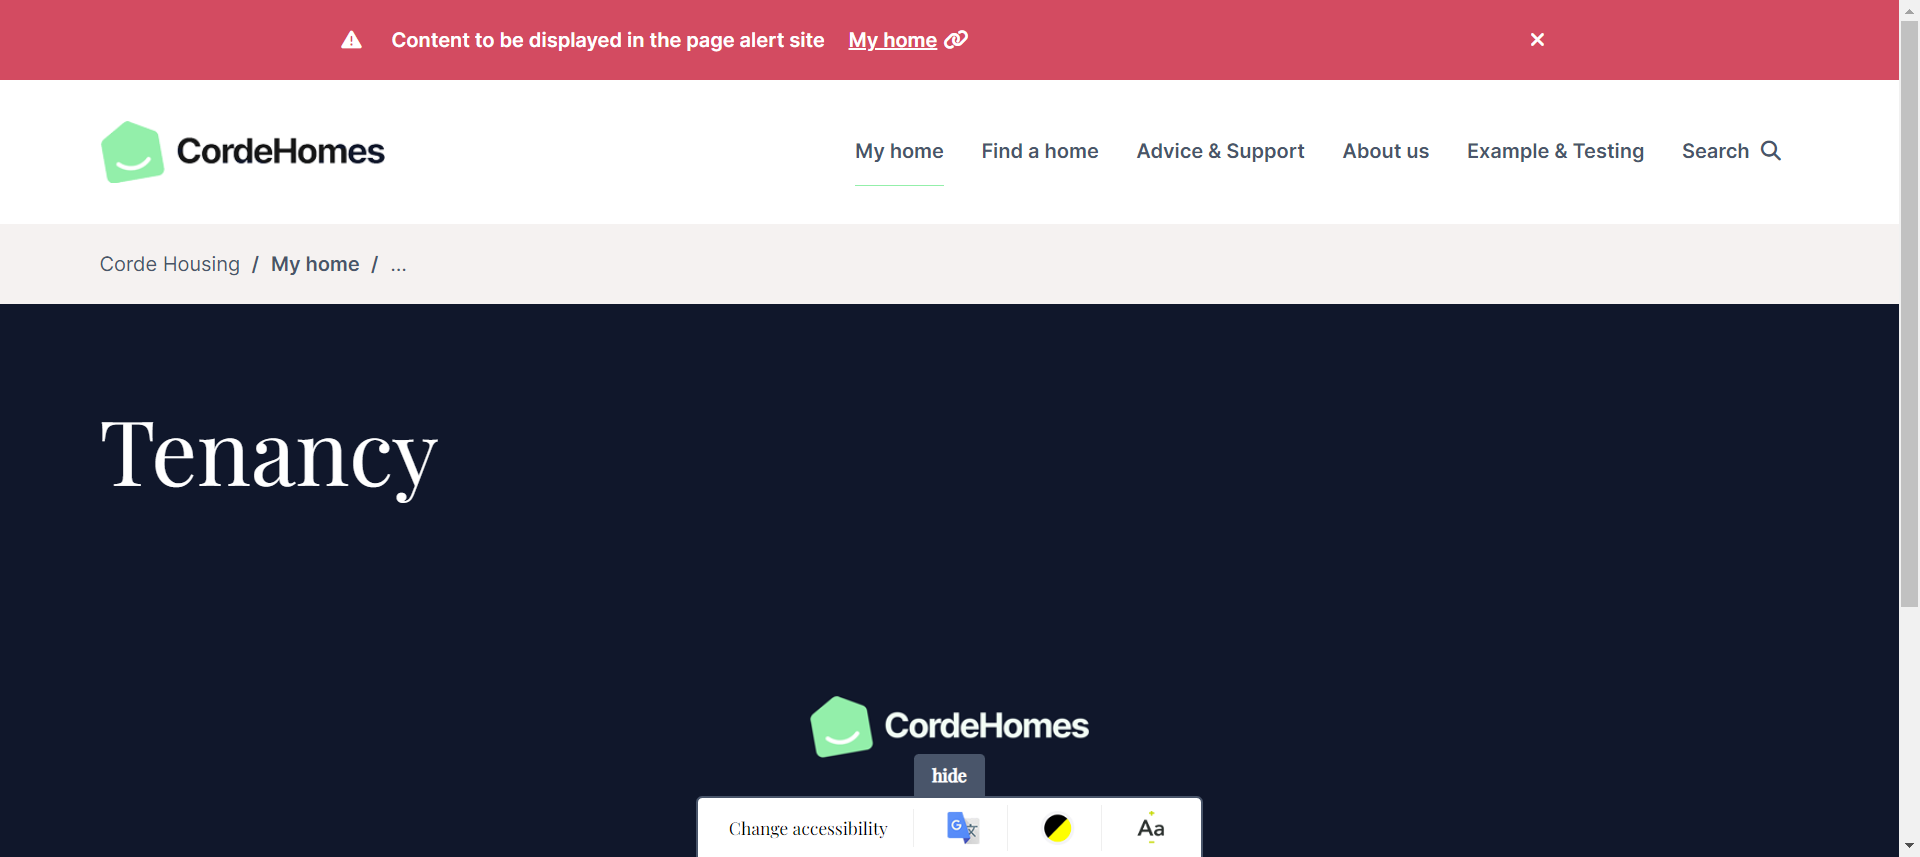 Content to be displayed in the page alert site My home
CordeHomes
My home Find a home Advice & Support About us Example & Testing Search
Corde Housing / My home / ...
Tenancy
CordeHomes
hide
Change accessibility G 文 Aa